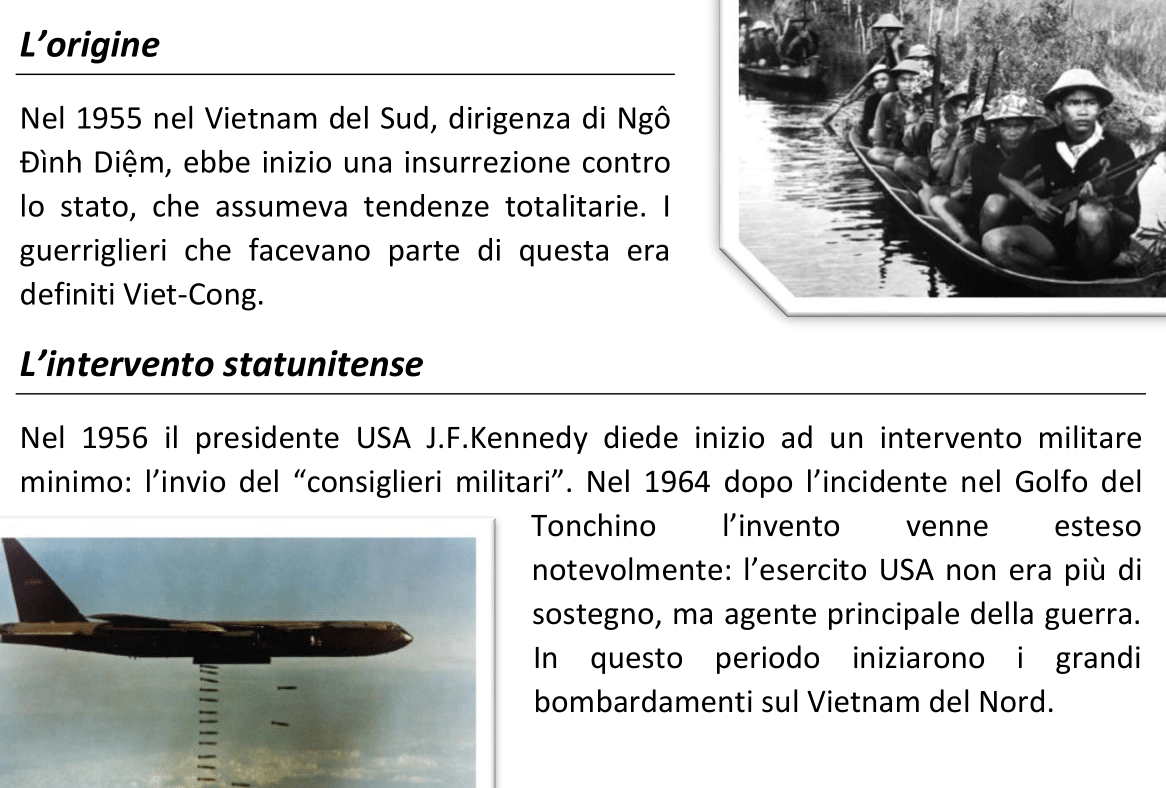 L’origine
Nel 1955 nel Vietnam del Sud, dirigenza di Ngô
Đình Diệm, ebbe inizio una insurrezione contro
lo stato, che assumeva tendenze totalitarie. I
guerriglieri che facevano parte di questa era
definiti Viet-Cong.
L’intervento statunitense
Nel 1956 il presidente USA J.F.Kennedy diede inizio ad un intervento militare
minimo: l’invio del “consiglieri militari”. Nel 1964 dopo l’incidente nel Golfo del
Tonchino l’invento venne esteso
notevolmente: l’esercito USA non era più di
sostegno, ma agente principale della guerra.
In questo periodo iniziarono i grandi
bombardamenti sul Vietnam del Nord.